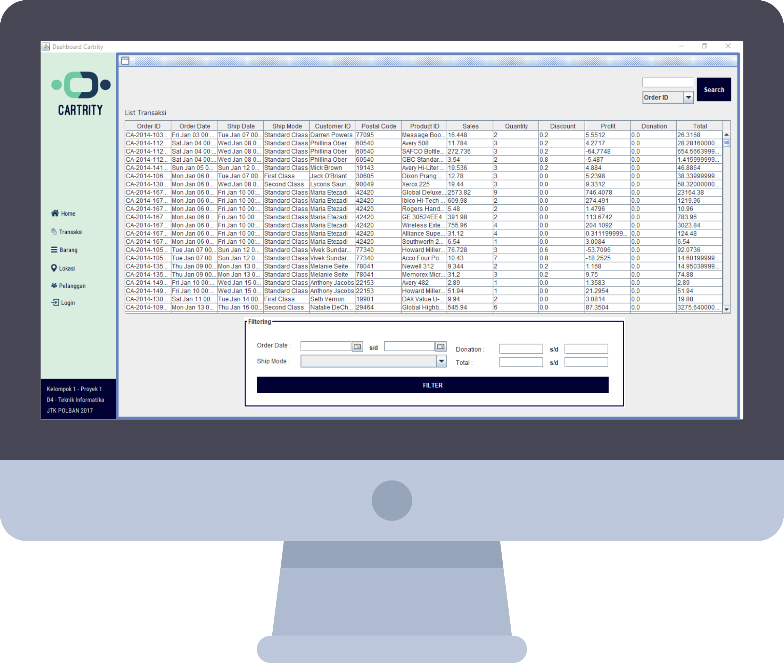 Dashboard Cartrity
CARTRITY
Home
Transaksi
Barang
Lokasi
Pelanggan
Login
Kelompok 1 - Proyek 1
D4 - Teknik Informatika
JTK POLBAN 2017
Search
Order ID
List Transaksi
Order ID Order Date Ship Date Ship Mode Customer ID Postal Code Product ID Sales Quantity Discount Profit Donation Total
CA-2014-103... Fri Jan 03 00... Tue Jan 07 00... Standard Class Darren Powers 77095 Message Boo... 16.448 2 0.2 5.5512 0.0 26.3168
CA-2014-112... Sat Jan 04 00... Wed Jan 08 0... Standard Class Phillina Ober 60540 Avery 508 11.784 3 0.2 4.2717 0.0 28.28160000...
CA-2014-112... Sat Jan 04 00... Wed Jan 08 0... Standard Class Phillina Ober 60540 SAFCO Boltle... 272.736 3 0.2 -64.7748 0.0
CA-2014-112... Sat Jan 04 00... Wed Jan 08 0... Standard Class Phillina Ober 60540 GBC Standar... 3.54 2 0.8 -5.487 0.0 1.415999999...
CA-2014-141... Sun Jan 05 0... Sun Jan 12 0... Standard Class Mick Brown 19143 Avery Hi-Liter ... 19.536 3 0.2 4.884 0.0 46.8864
CA-2014-106... Mon Jan 06 0... Tue Jan 07 00... First Class Jack O'Briant 30605 Dixon Prang ... 12.78 3 0.0 5.2398 0.0
CA-2014-130... Mon Jan 06 0... Wed Jan 08 0... Second Class Lycoris Saun... 90049 Xerox 225 19.44 3 0.0 9.3312 0.0 58.32000000...
CA-2014-167... Mon Jan 06 0... Fri Jan 10 00:... Standard Class Maria Etezadi 42420 Global Deluxe... 2573.82 9 0.0 746.4078 0.0 23164.38
CA-2014-167... Mon Jan 06 0... Fri Jan 10 00:... Standard Class Maria Etezadi 42420 Ibico Hi-Tech ... 609.98 2 0.0 274.491 0.0 1219.96
CA-2014-167... Mon Jan 06 0... Fri Jan 10 00:... Standard Class Maria Etezadi 42420 Rogers Hand... 5.48 2 0.0 1.4796 0.0 10.96
CA-2014-167... Mon Jan 06 0... Fri Jan 10 00:... Standard Class Maria Etezadi 42420 GE 30524EE4 391.98 2 0.0 113.6742 0.0 783.96
CA-2014-167... Mon Jan 06 0... Fri Jan 10 00:... Standard Class Maria Etezadi 42420 Wireless Exte... 755.96 4 0.0 204.1092 0.0 3023.84
CA-2014-167... Mon Jan 06 0... Fri Jan 10 00:... Standard Class Maria Etezadi 42420 Alliance Supe... 31.12 4 0.0 0.311199999... 0.0 124.48
CA-2014-167... Mon Jan 06 0... Fri Jan 10 00:... Standard Class Maria Etezadi 42420 Southworth 2... 6.54 1 0.0 3.0084 0.0 6.54
CA-2014-105... Tue Jan 07 00... Sun Jan 12 0... Standard Class Vivek Sundar... 77340 Howard Miller... 3 0.6 -53.7096 0.0
CA-2014-105 Tue Jan 07 00... Sun Jan 12 0... Standard Class Vivek Sundar... 77340 Acco Four Po... 10.43 7 0.8 -18.2525 0.0 14.60199999
CA-2014-135... Thu Jan 09 00... Mon Jan 13 0... Standard Class Melanie Seite 78041 Newell 312 9.344 2 0.2 1.168 0.0 14.95039999...
CA-2014-135... Thu Jan 09 00... Mon Jan 13 0... Standard Class Melanie Seite 78041 Memorex Micr... 31.2 3 0.2 9.75 0.0 74.88
CA-2014-149... Fri Jan 10 00... Wed Jan 15 0... Standard Class Anthony Jacobs 22153 Avery 482 2.89 1 0.0 1.3583 0.0 2.89
CA-2014-149... Fri Jan 10 00... Wed Jan 15 0... Standard Class Anthony Jacobs 22153 Howard Miller... 51.94 1 0.0 21.2954 0.0 51.94
CA-2014-130 Sat Jan 11 00... Tue Jan 14 00 First Class Seth Vernon 19901 DAX Value U-... 9.94 2 0.0 3.0814 0.0 19.88
CA-2014-109... Mon Jan 13 0... Thu Jan 16 00... Second Class Natalie DeCh... 29464 Global Highb... 545.94 6 0.0 87.3504 0.0 3275.640000...
Filtering
Order Date : s/d Donation : s/d
Ship Mode : Total : s/d
FILTER